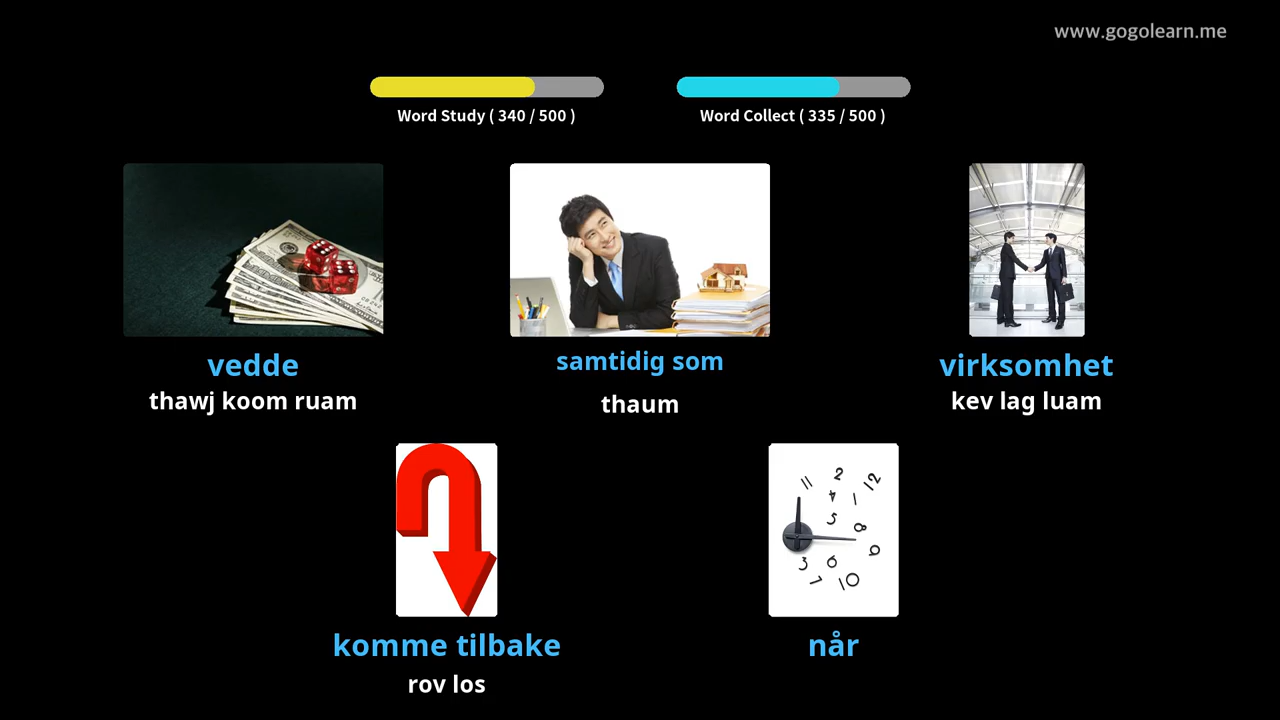 www.gogolearn.me
Word Study ( 340 / 500 )
Word Collect ( 335 / 500 )
vedde
thawj koom ruam
samtidig som
thaum
virksomhet
kev lag luam
komme tilbake
rov los
når